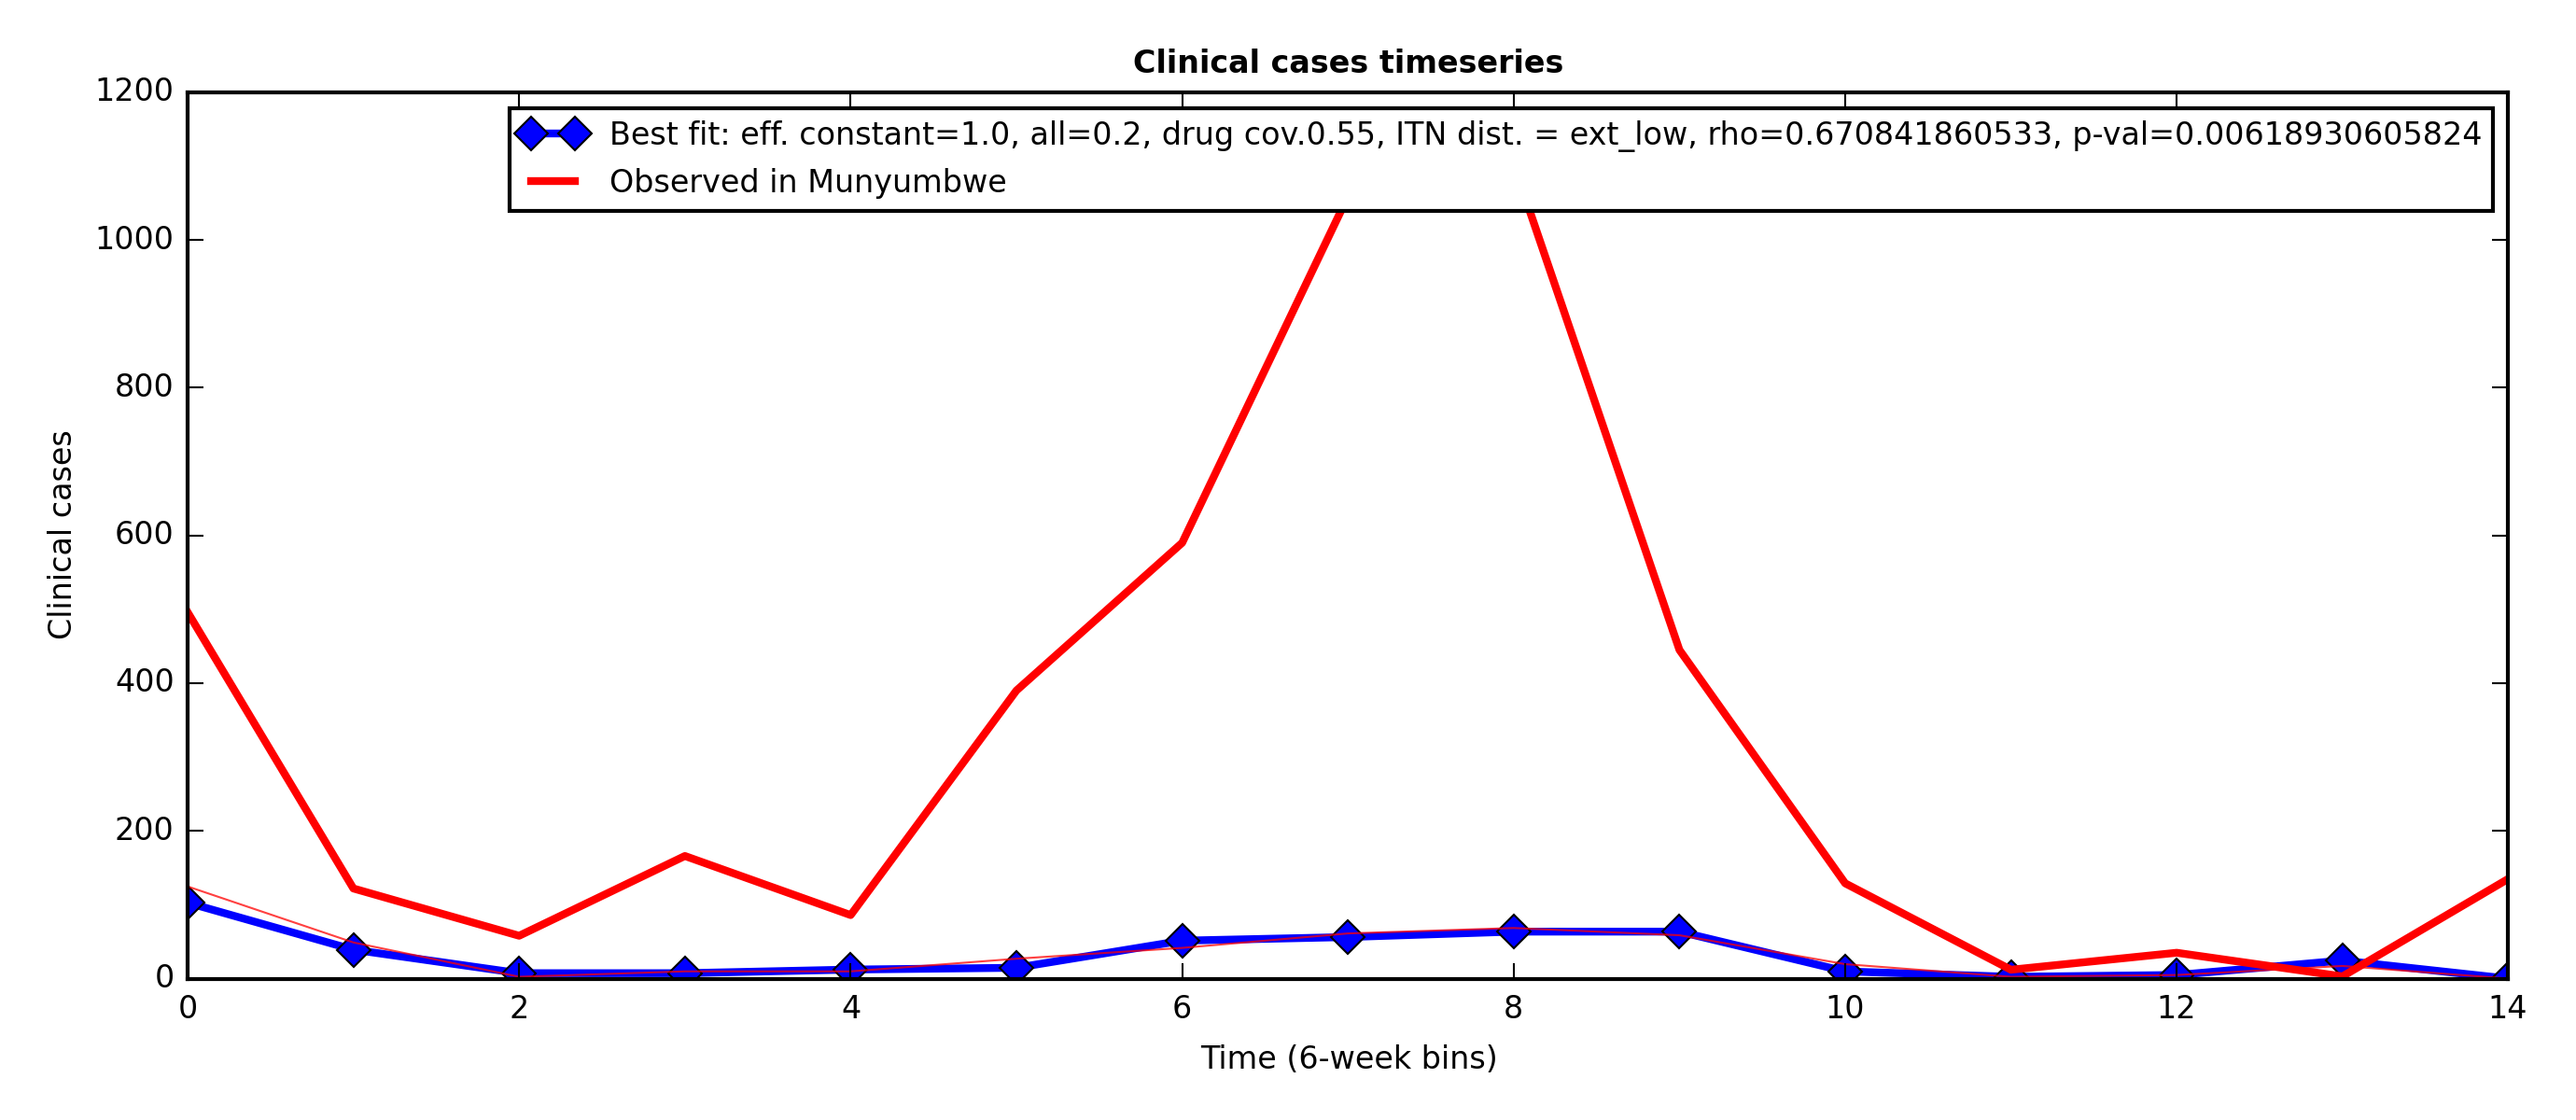 Clinical cases timeseries
1200
1000
800
600
400
200
0
Clinical cases
Best fit: eff. constant=1.0, all=0.2, drug cov.0.55, ITN dist. = ext_low, rho=0.670841860533, p-val=0.00618930605824
Observed in Munyumbwe
0 2 4 6 8 10 12 14
Time (6-week bins)